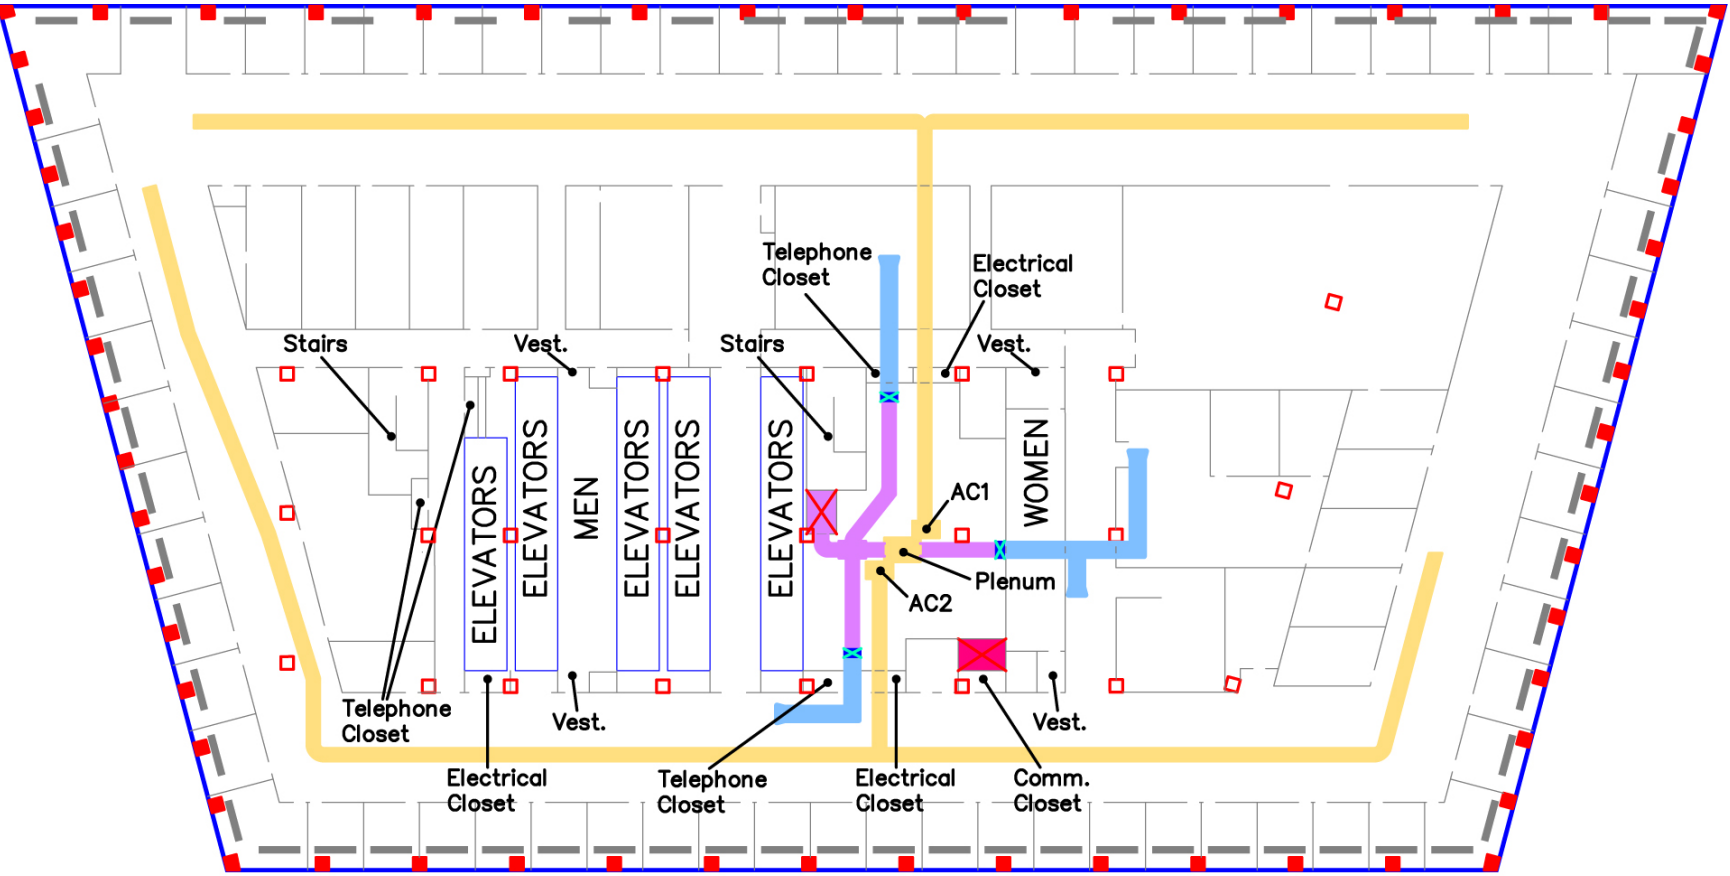 Telephone
Closet
Electrical
Closet
Stairs
Vest.
Stairs
Vest.
ELEVATORS
ELEVATORS
MEN
ELEVATORS
ELEVATORS
ELEVATORS
WOMEN
AC1
Plenum
AC2
Telephone
Closet
Vest.
Vest.
Electrical
Closet
Telephone
Closet
Electrical
Closet
Comm.
Closet